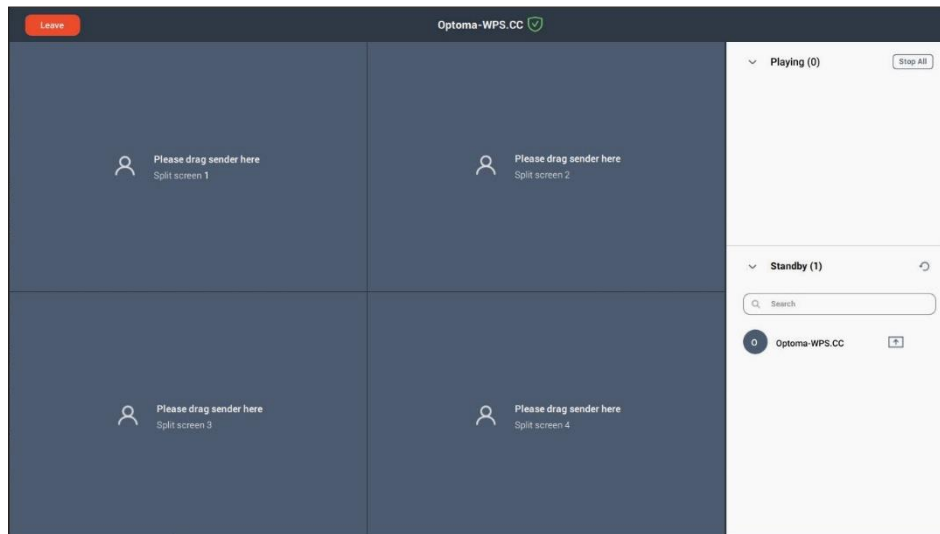 Leave
Optoma-WPS.CC
Please drag sender here
Split screen 1
Please drag sender here
Split screen 2
Please drag sender here
Split screen 3
Please drag sender here
Split screen 4
Playing (0)
Stop All
Standby (1)
Search
O
Optoma-WPS.CC